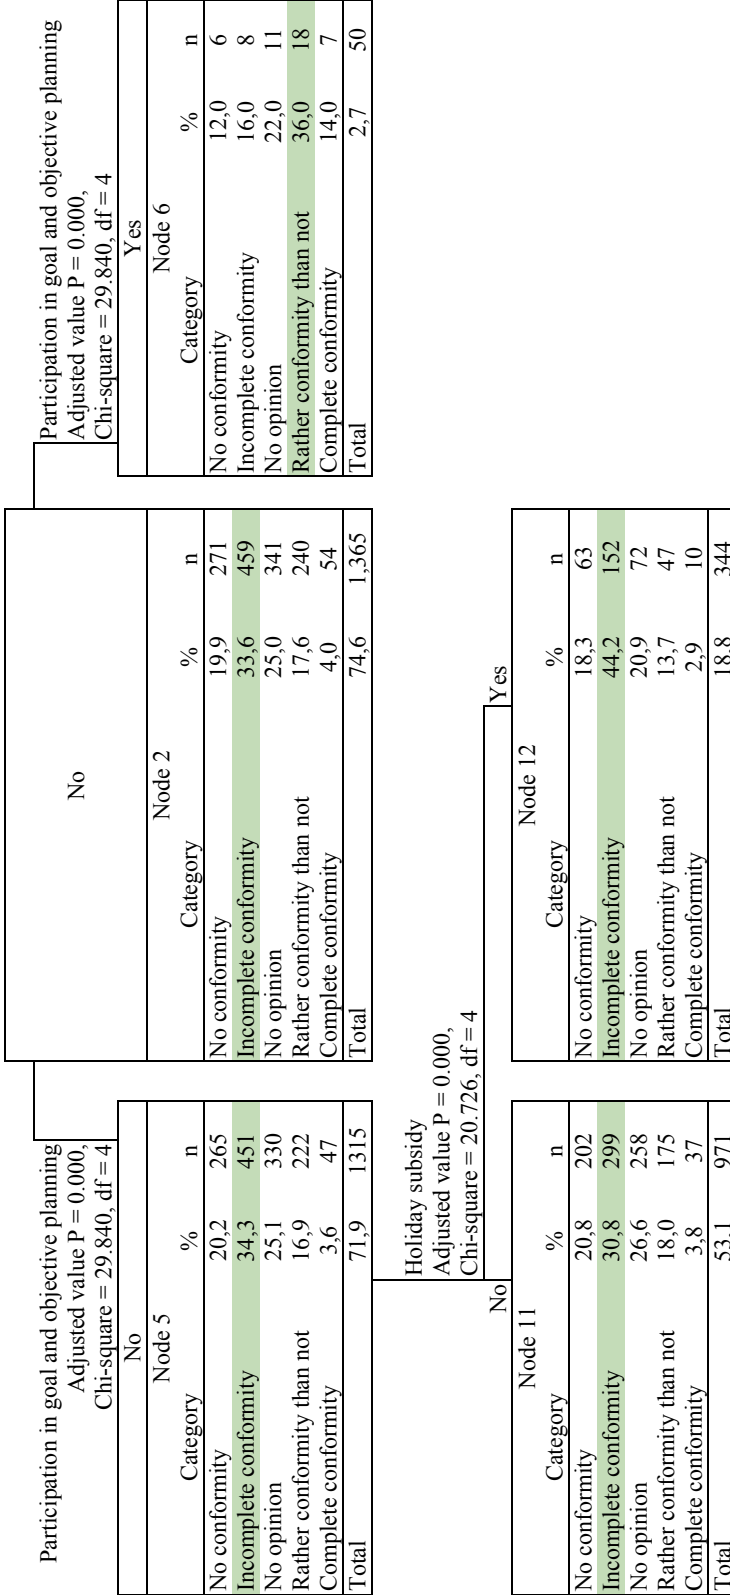 Participation in goal and objective planning
Adjusted value P = 0.000,
Chi-square = 29.840, df = 4
No
Participation in goal and objective planning
Adjusted value P = 0.000,
Chi-square = 29.840, df = 4
No
Node 5
Category % n
No conformity 20,2 265
Incomplete conformity 34,3 451
No opinion 25,1 330
Rather conformity than not 16,9 222
Complete conformity 3,6 47
Total 71,9 1315
Node 2
Category % n
No conformity 19,9 271
Incomplete conformity 33,6 459
No opinion 25,0 341
Rather conformity than not 17,6 240
Complete conformity 4,0 54
Total 74,6 1,365
Yes
Node 6
Category % n
No conformity 12,0 6
Incomplete conformity 16,0 8
No opinion 22,0 11
Rather conformity than not 36,0 18
Complete conformity 14,0 7
Total 2,7 50
Holiday subsidy
Adjusted value P = 0.000,
Chi-square = 20.726, df = 4
No
Yes
Node 11
Category % n
No conformity 20,8 202
Incomplete conformity 30,8 299
No opinion 26,6 258
Rather conformity than not 18,0 175
Complete conformity 3,8 37
Total 53,1 971
Node 12
Category % n
No conformity 18,3 63
Incomplete conformity 44,2 152
No opinion 20,9 72
Rather conformity than not 13,7 47
Complete conformity 2,9 10
Total 18,8 344